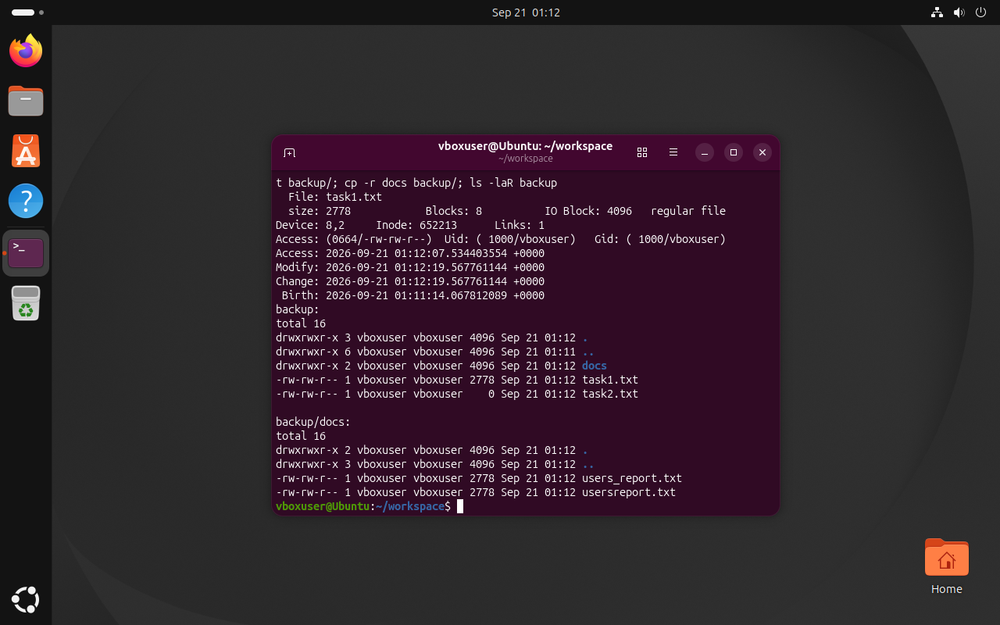 Sep 21 01:12
vboxuser@Ubuntu: ~/workspace
~/workspace
t backup/; cp -r docs backup/; ls -laR backup
  File: task1.txt
  size: 2778            Blocks: 8          IO Block: 4096   regular file
Device: 8,2     Inode: 652213      Links: 1
Access: (0664/-rw-rw-r--)  Uid: ( 1000/vboxuser)   Gid: ( 1000/vboxuser)
Access: 2026-09-21 01:12:07.534403554 +0000
Modify: 2026-09-21 01:12:19.567761144 +0000
Change: 2026-09-21 01:12:19.567761144 +0000
 Birth: 2026-09-21 01:11:14.067812089 +0000
backup:
total 16
drwxrwxr-x 3 vboxuser vboxuser 4096 Sep 21 01:12 .
drwxrwxr-x 6 vboxuser vboxuser 4096 Sep 21 01:11 ..
drwxrwxr-x 2 vboxuser vboxuser 4096 Sep 21 01:12 docs
-rw-rw-r-- 1 vboxuser vboxuser 2778 Sep 21 01:12 task1.txt
-rw-rw-r-- 1 vboxuser vboxuser    0 Sep 21 01:12 task2.txt

backup/docs:
total 16
drwxrwxr-x 2 vboxuser vboxuser 4096 Sep 21 01:12 .
drwxrwxr-x 3 vboxuser vboxuser 4096 Sep 21 01:12 ..
-rw-rw-r-- 1 vboxuser vboxuser 2778 Sep 21 01:12 users_report.txt
-rw-rw-r-- 1 vboxuser vboxuser 2778 Sep 21 01:12 usersreport.txt
vboxuser@Ubuntu:~/workspace$
Home